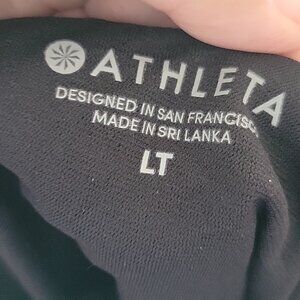 ATHLETA
DESIGNED IN SAN FRANCISCO
MADE IN SRI LANKA
LT